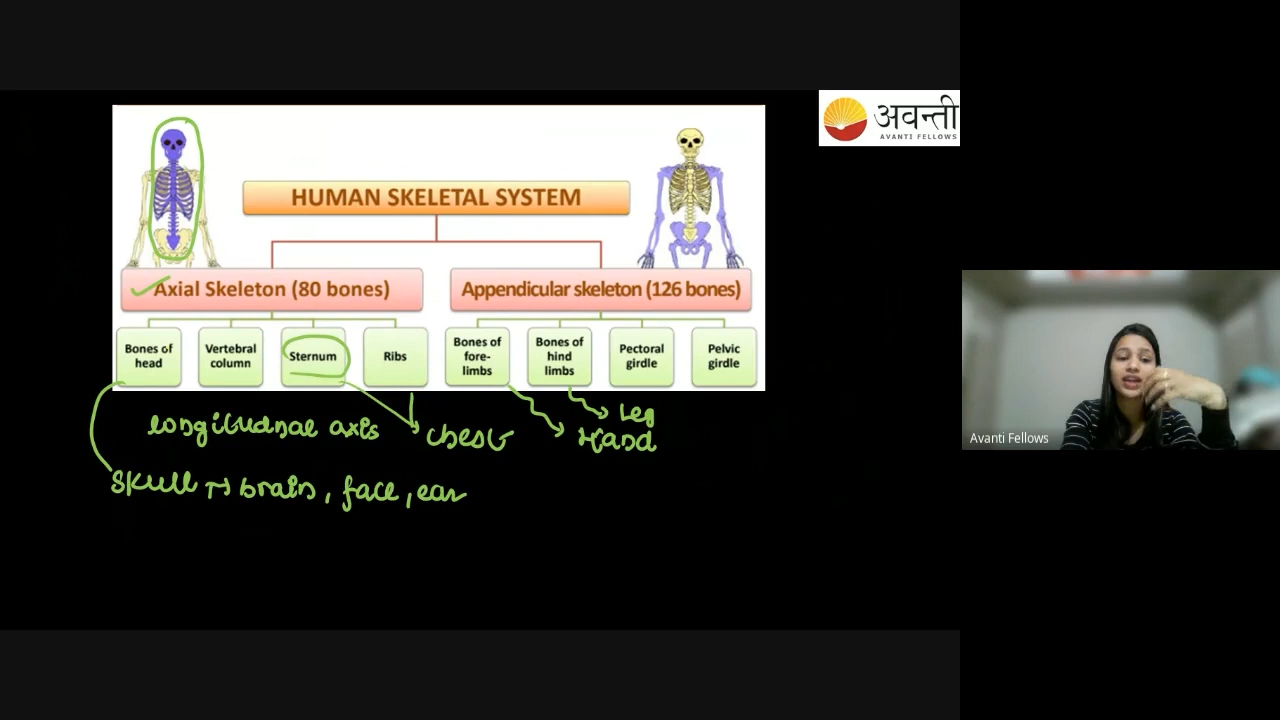 अवन्ती
AVANTI FELLOWS
HUMAN SKELETAL SYSTEM
Axial Skeleton (80 bones)
Appendicular skeleton (126 bones)
Bones of head
Vertebral column
Sternum
Ribs
Bones of fore-limbs
Bones of hind limbs
Pectoral girdle
Pelvic girdle
longitudnal axis
chest
Leg
Hand
skull → brain, face, ear
Avanti Fellows